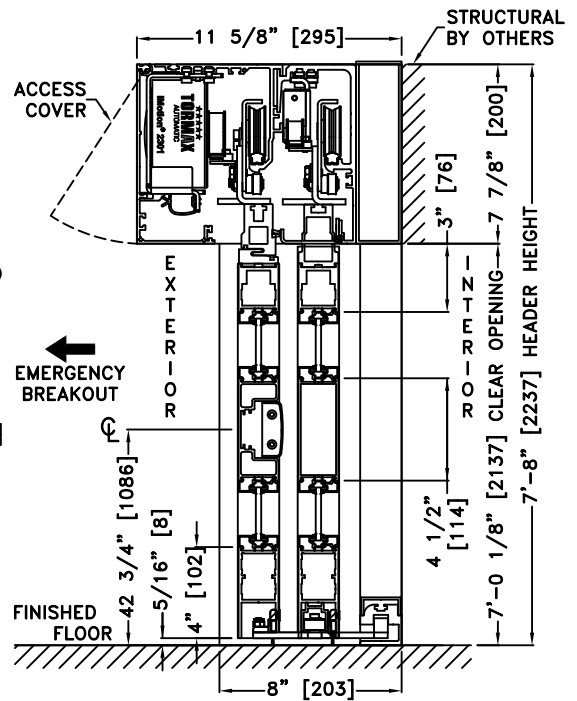 11 5/8" [295]
STRUCTURAL
BY OTHERS
ACCESS
COVER
TORMAX
AUTOMATIC
iMotion® 2301
7 7/8" [200]
3" [76]
EXTERIOR
INTERIOR
EMERGENCY
BREAKOUT
℄
42 3/4" [1086]
5/16" [8]
4" [102]
4 1/2"
[114]
7'-0 1/8" [2137] CLEAR OPENING
7'-8" [2237] HEADER HEIGHT
FINISHED
FLOOR
8" [203]